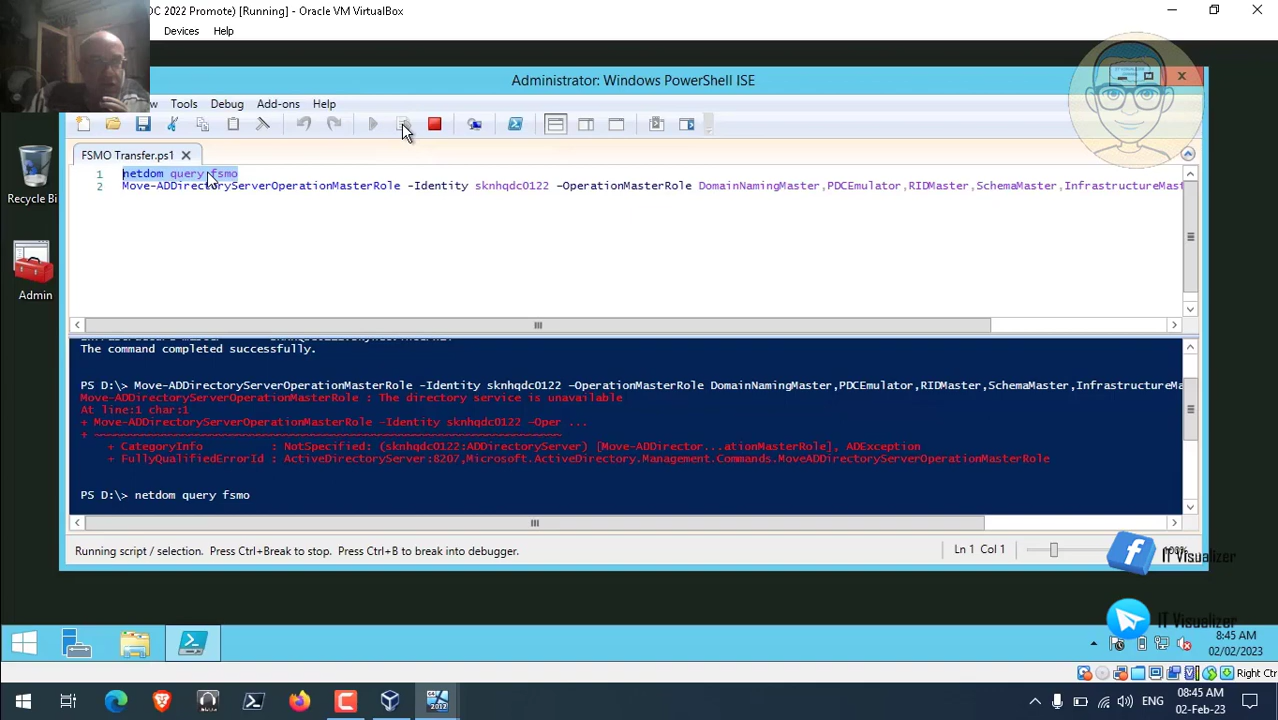 DC 2022 Promote) [Running] - Oracle VM VirtualBox
Devices Help
Administrator: Windows PowerShell ISE
Tools Debug Add-ons Help
FSMO Transfer.ps1
1 netdom query fsmo
2 Move-ADDirectoryServerOperationMasterRole -Identity sknhqdc0122 -OperationMasterRole DomainNamingMaster,PDCEmulator,RIDMaster,SchemaMaster,InfrastructureMast
The command completed successfully.
PS D:\> Move-ADDirectoryServerOperationMasterRole -Identity sknhqdc0122 -OperationMasterRole DomainNamingMaster,PDCEmulator,RIDMaster,SchemaMaster,InfrastructureMa
Move-ADDirectoryServerOperationMasterRole : The directory service is unavailable
At line:1 char:1
+ Move-ADDirectoryServerOperationMasterRole -Identity sknhqdc0122 -Oper ...
+ ~~~~~~~~~~~~~~~~~~~~~~~~~~~~~~~~~~~~~~~~~~~~~~~~~~~~~~~~~~~~~~~~~~~~~
+ CategoryInfo : NotSpecified: (sknhqdc0122:ADDirectoryServer) [Move-ADDirector...ationMasterRole], ADException
+ FullyQualifiedErrorId : ActiveDirectoryServer:8207,Microsoft.ActiveDirectory.Management.Commands.MoveADDirectoryServerOperationMasterRole
PS D:\> netdom query fsmo
Running script / selection. Press Ctrl+Break to stop. Press Ctrl+B to break into debugger.
Ln 1 Col 1
100%
Recycle Bi
Admin
IT Visualizer
IT Visualizer
8:45 AM
02/02/2023
Right Ctr
2012
ENG
08:45 AM
02-Feb-23